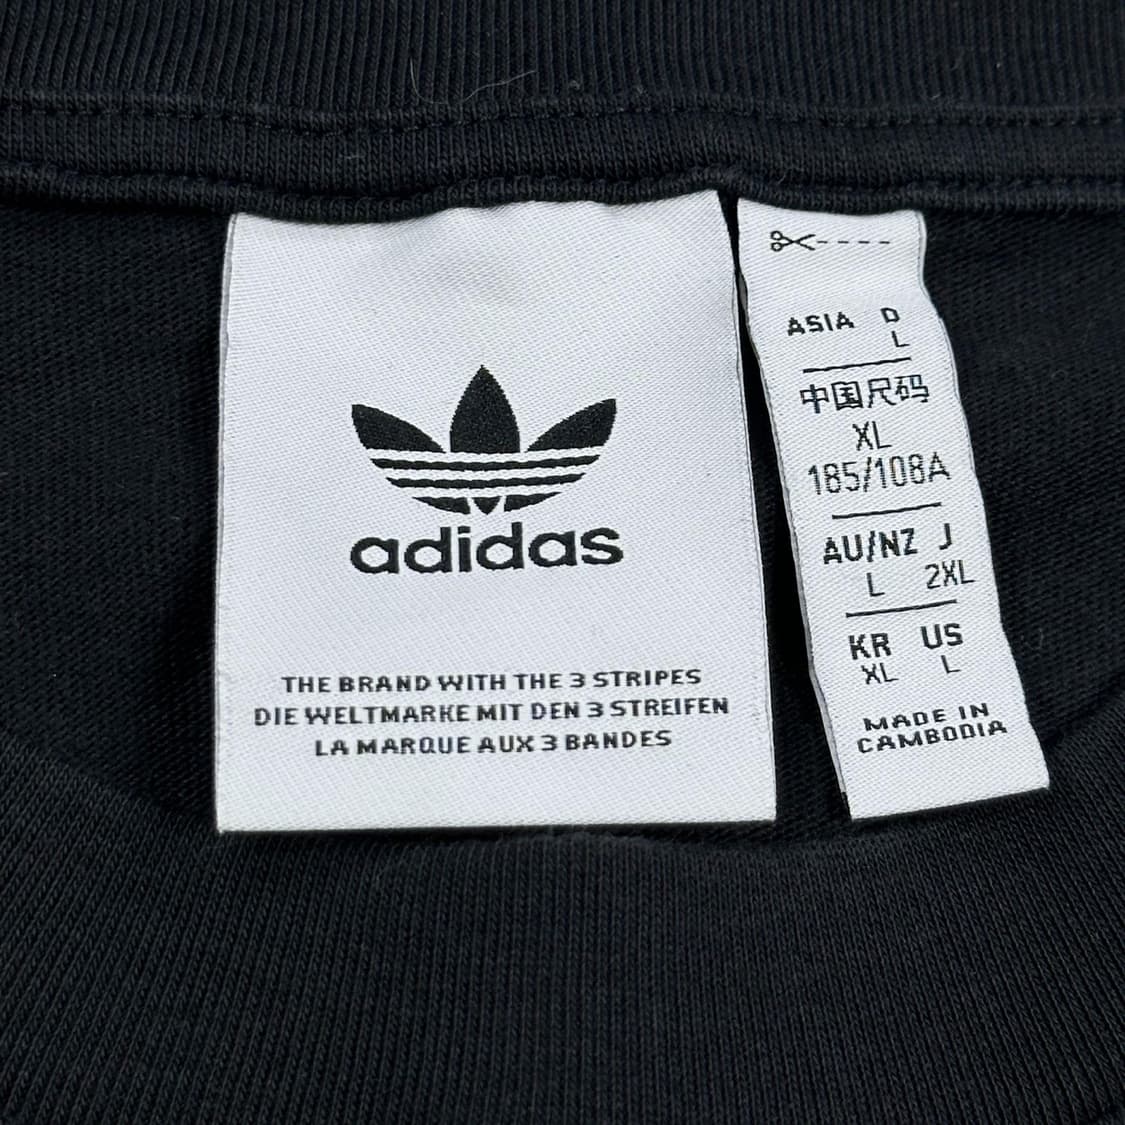 adidas
THE BRAND WITH THE 3 STRIPES
DIE WELTMARKE MIT DEN 3 STREIFEN
LA MARQUE AUX 3 BANDES
ASIA D
L
中国尺码
XL
185/108A
AU/NZ J
L 2XL
KR US
XL L
MADE IN
CAMBODIA